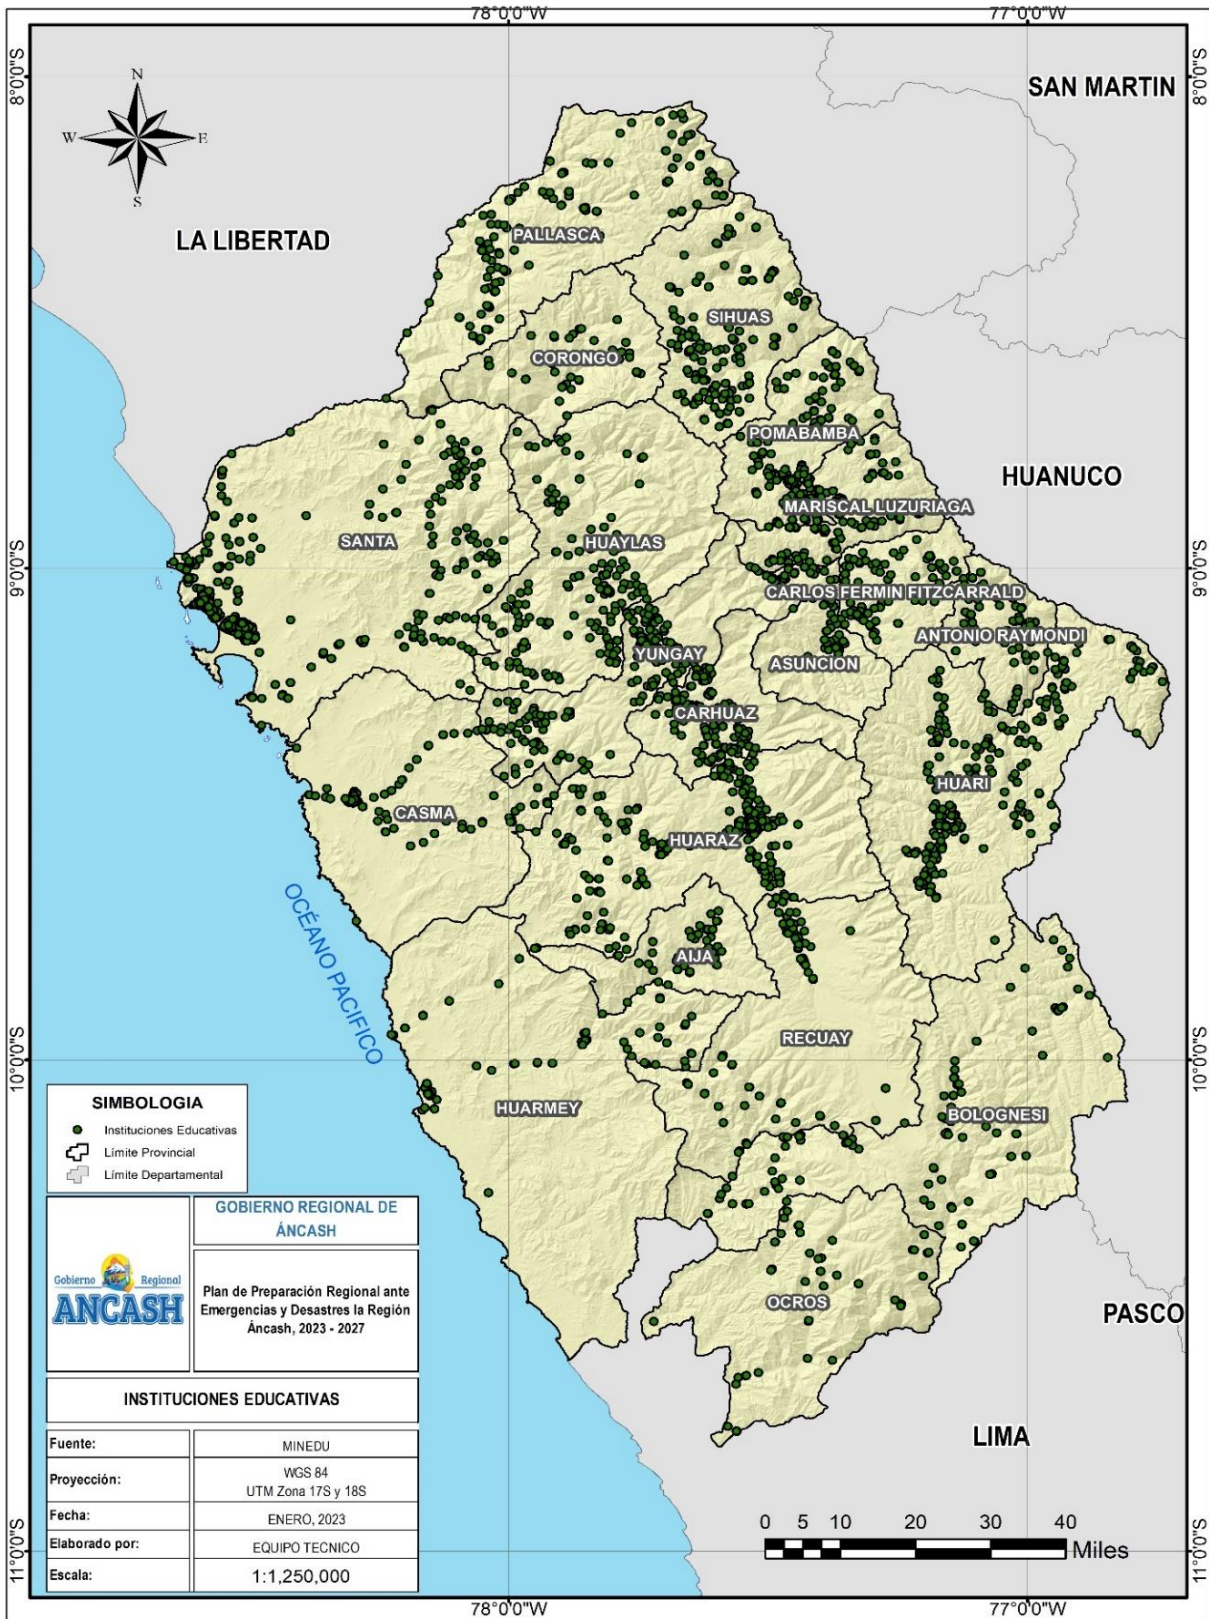 78°0'0"W
77°0'0"W
8°0'0"S
8°0'0"S
SAN MARTIN
N
W
E
S
LA LIBERTAD
PALLASCA
SIHUAS
CORONGO
POMABAMBA
HUANUCO
MARISCAL LUZURIAGA
SANTA
HUAYLAS
9°0'0"S
9°0'0"S
CARLOS FERMIN FITZCARRALD
ANTONIO RAYMONDI
YUNGAY
ASUNCION
CARHUAZ
HUARI
CASMA
HUARAZ
OCÉANO PACIFICO
AIJA
RECUAY
10°0'0"S
10°0'0"S
HUARMEY
BOLOGNESI
SIMBOLOGIA
Instituciones Educativas
Límite Provincial
Límite Departamental
GOBIERNO REGIONAL DE
ÁNCASH
Gobierno Regional
ANCASH
Plan de Preparación Regional ante
Emergencias y Desastres la Región
Áncash, 2023 - 2027
OCROS
PASCO
INSTITUCIONES EDUCATIVAS
Fuente: MINEDU
Proyección: WGS 84
UTM Zona 17S y 18S
Fecha: ENERO, 2023
Elaborado por: EQUIPO TECNICO
Escala: 1:1,250,000
LIMA
0 5 10 20 30 40
Miles
11°0'0"S
11°0'0"S
78°0'0"W
77°0'0"W